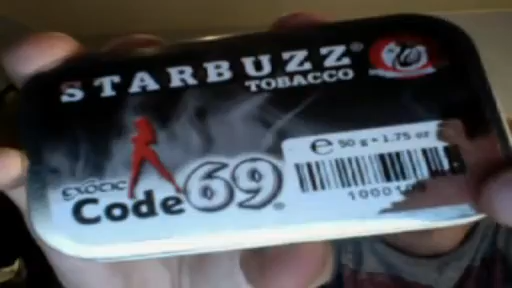 STARBUZZ®
TOBACCO
e 50 g • 1.75 oz
EXOTIC
Code 69